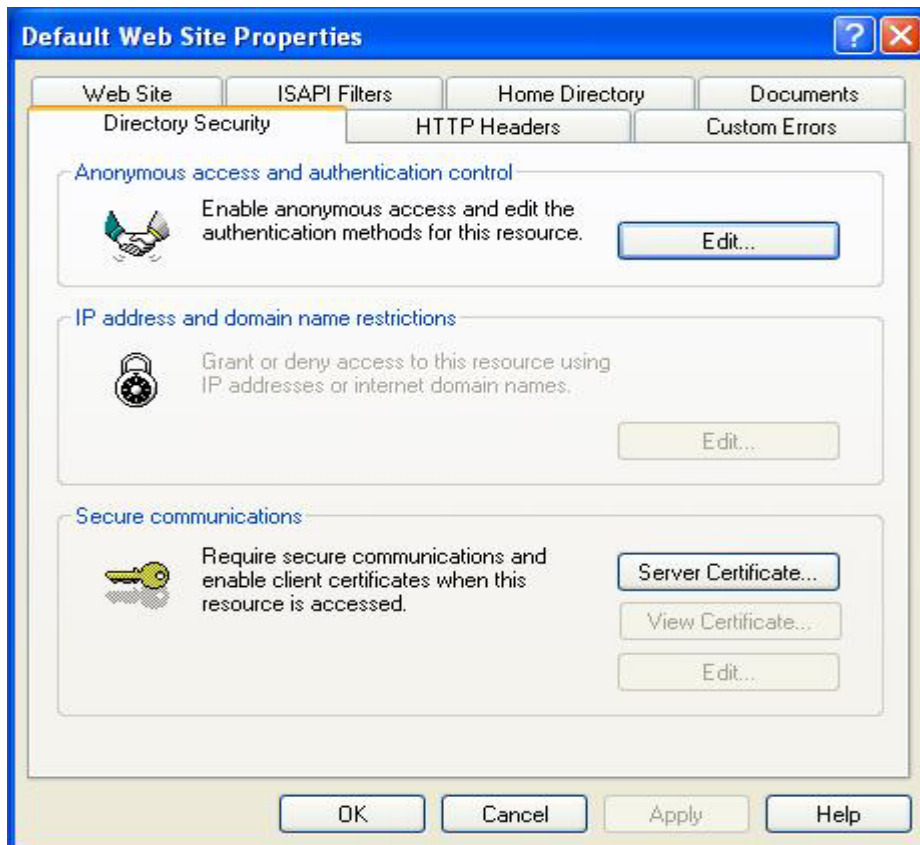 Default Web Site Properties
Web Site ISAPI Filters Home Directory Documents
Directory Security HTTP Headers Custom Errors
Anonymous access and authentication control
Enable anonymous access and edit the
authentication methods for this resource.
Edit...
IP address and domain name restrictions
Grant or deny access to this resource using
IP addresses or internet domain names.
Edit...
Secure communications
Require secure communications and
enable client certificates when this
resource is accessed.
Server Certificate...
View Certificate...
Edit...
OK Cancel Apply Help